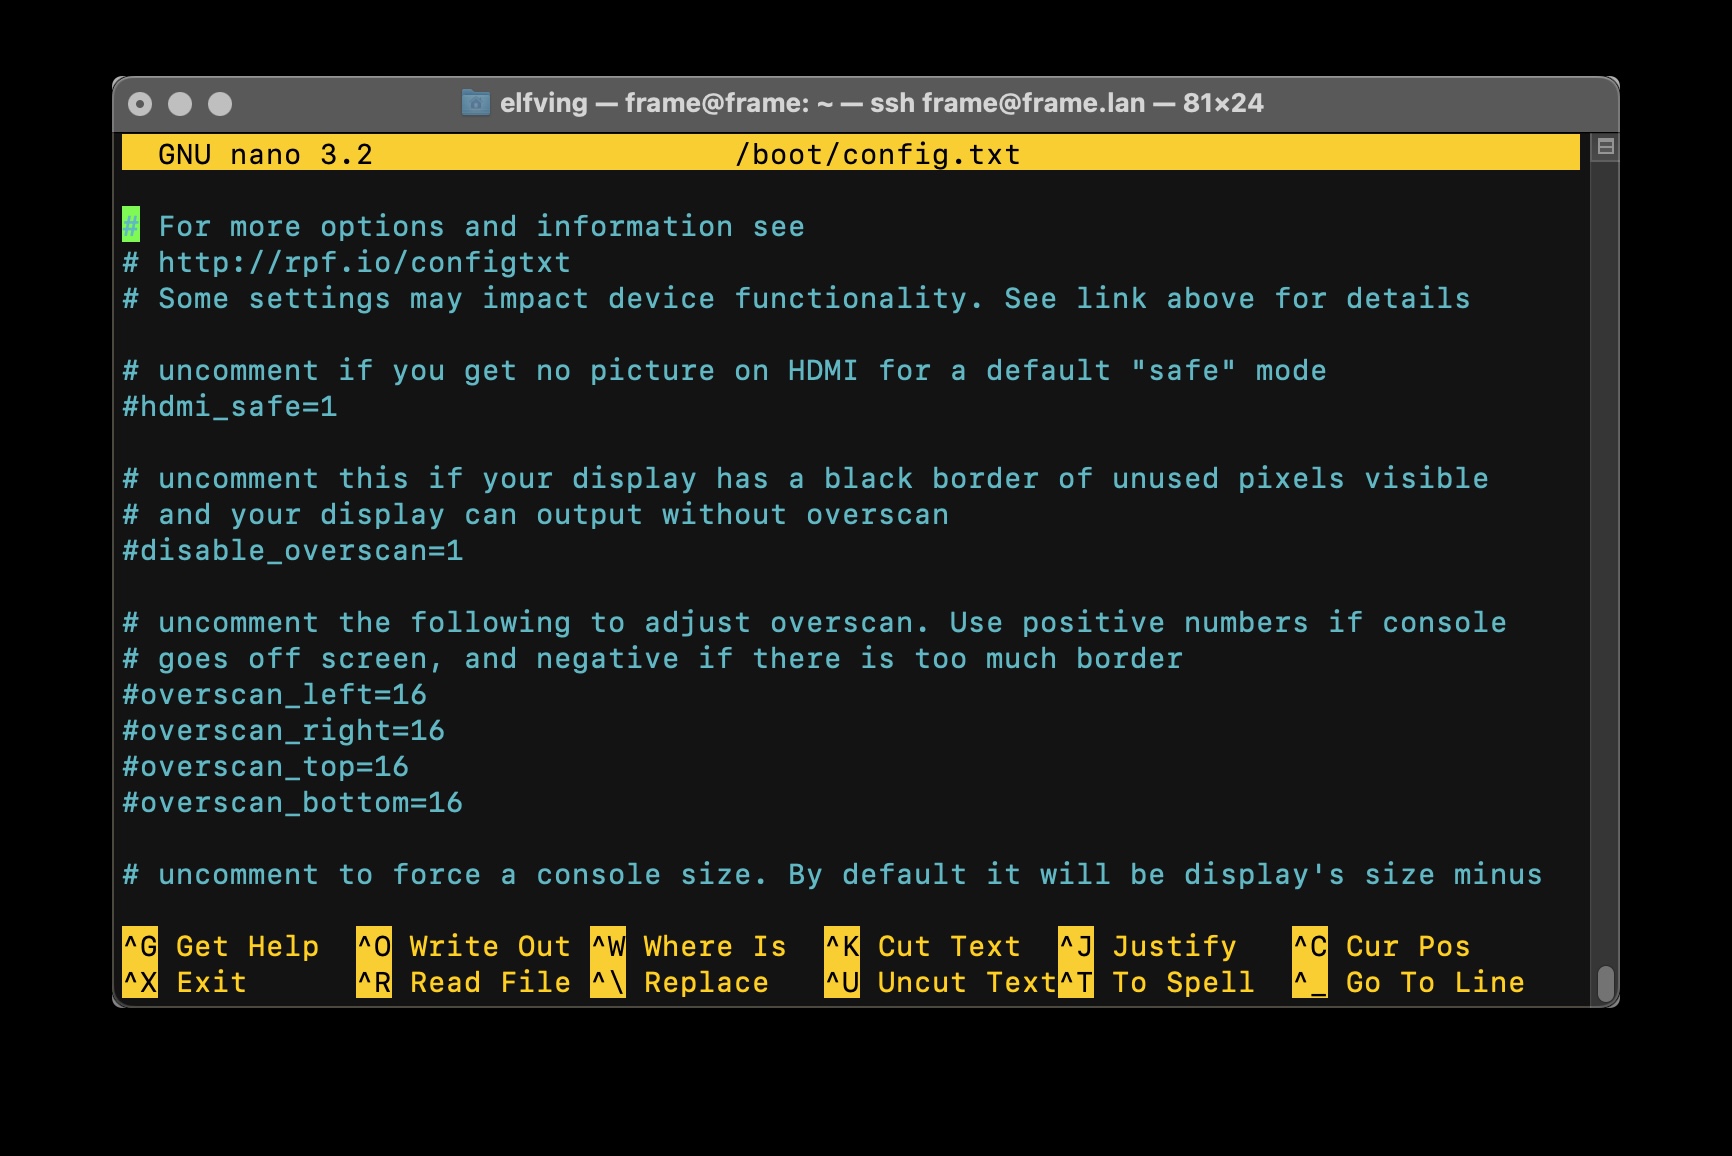 elfving — frame@frame: ~ — ssh frame@frame.lan — 81×24
GNU nano 3.2 /boot/config.txt
# For more options and information see
# http://rpf.io/configtxt
# Some settings may impact device functionality. See link above for details
# uncomment if you get no picture on HDMI for a default "safe" mode
#hdmi_safe=1
# uncomment this if your display has a black border of unused pixels visible
# and your display can output without overscan
#disable_overscan=1
# uncomment the following to adjust overscan. Use positive numbers if console
# goes off screen, and negative if there is too much border
#overscan_left=16
#overscan_right=16
#overscan_top=16
#overscan_bottom=16
# uncomment to force a console size. By default it will be display's size minus
^G Get Help ^O Write Out ^W Where Is ^K Cut Text ^J Justify ^C Cur Pos
^X Exit ^R Read File ^\ Replace ^U Uncut Text ^T To Spell ^_ Go To Line